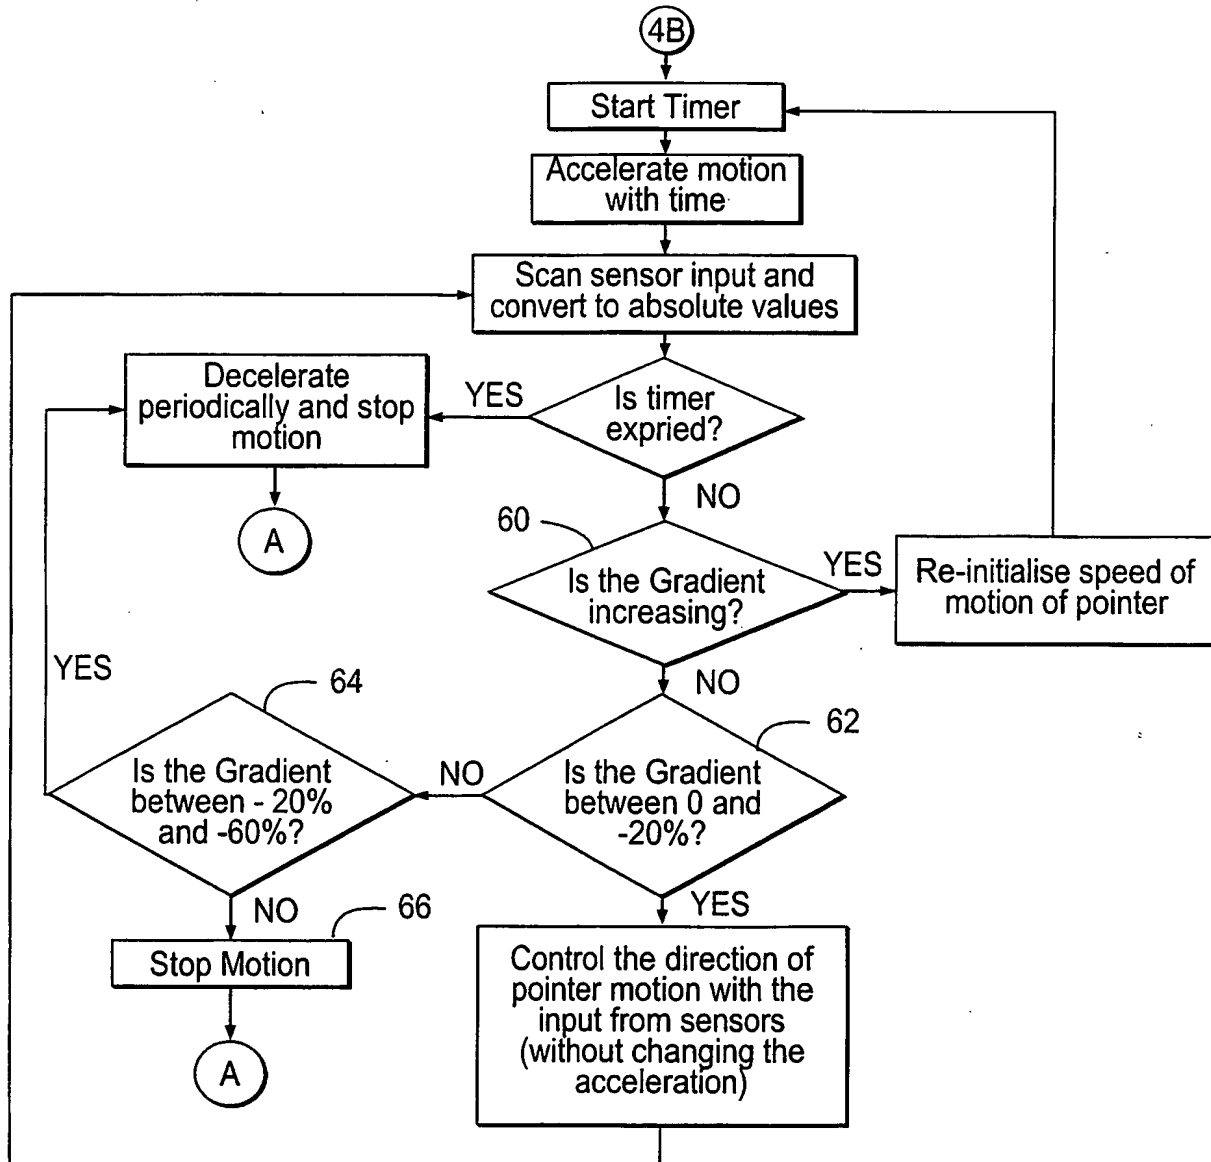 4B
Start Timer
Accelerate motion
with time
Scan sensor input and
convert to absolute values
Decelerate
periodically and stop
motion
YES
Is timer
expried?
A
NO
60
Is the Gradient
increasing?
YES
Re-initialise speed of
motion of pointer
YES
NO
64
62
Is the Gradient
between - 20%
and -60%?
NO
Is the Gradient
between 0 and
-20%?
NO
66
YES
Stop Motion
Control the direction of
pointer motion with the
input from sensors
(without changing the
acceleration)
A